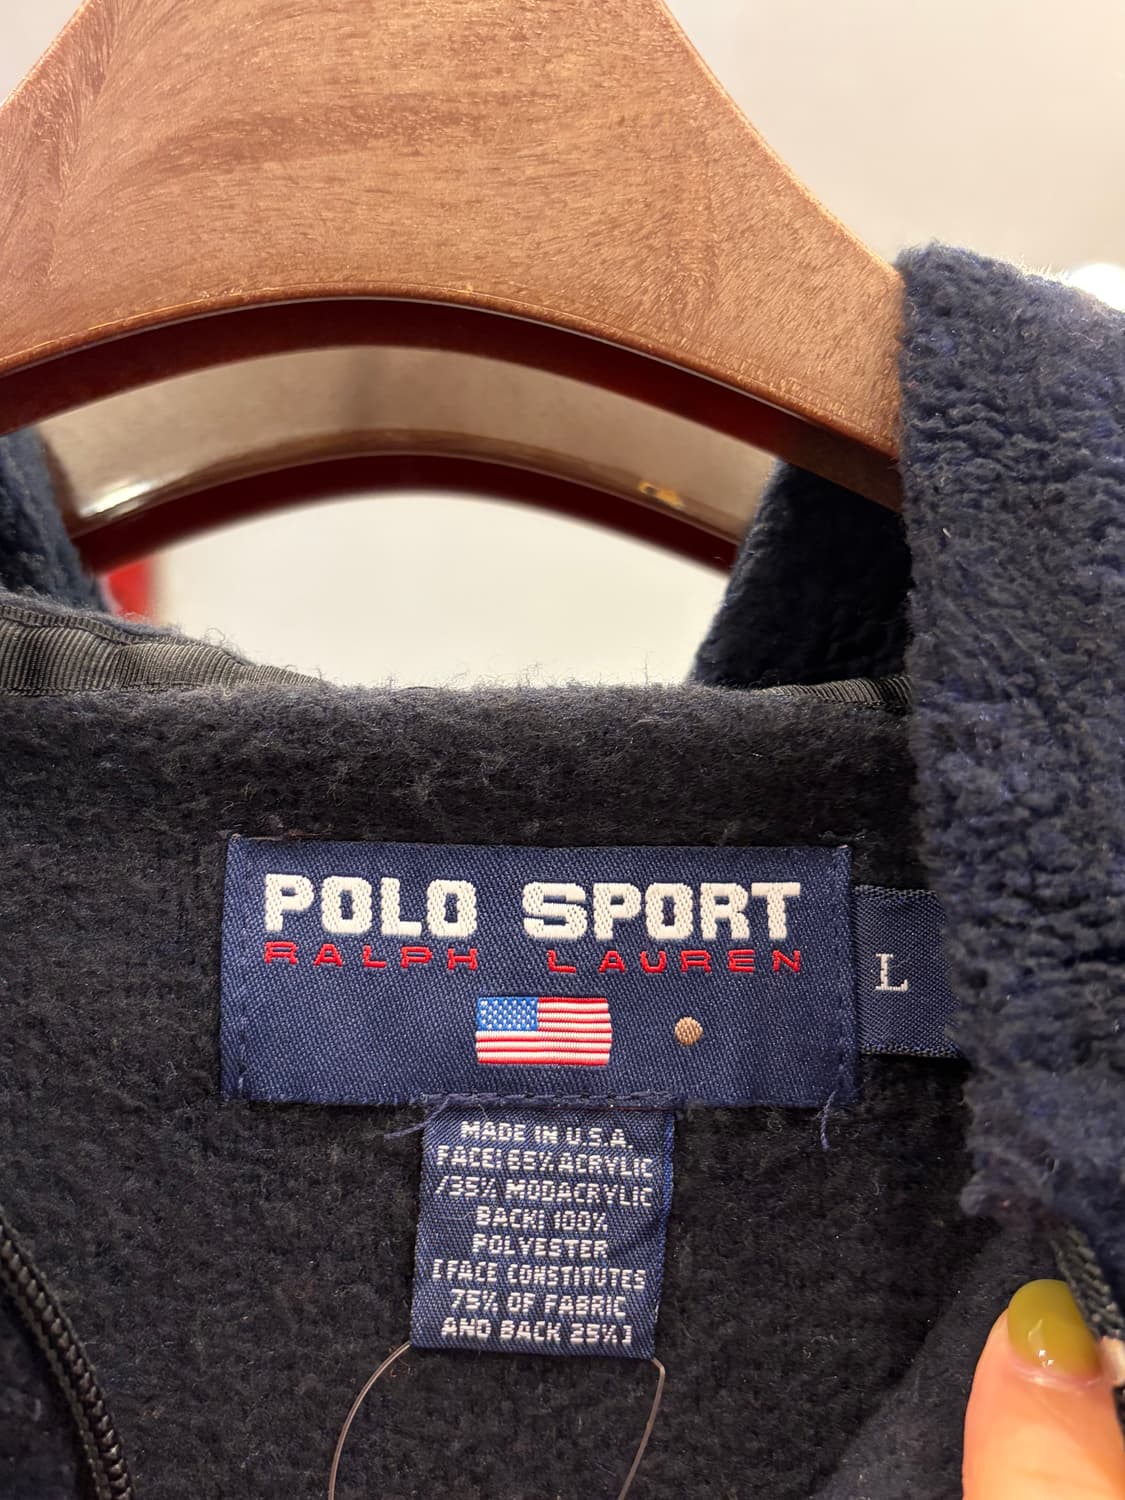 POLO SPORT
RALPH LAUREN
L
MADE IN U.S.A
FACE: 65% ACRYLIC
/35% MODACRYLIC
BACK: 100%
POLYESTER
[FACE CONSTITUTES
75% OF FABRIC
AND BACK 25%]